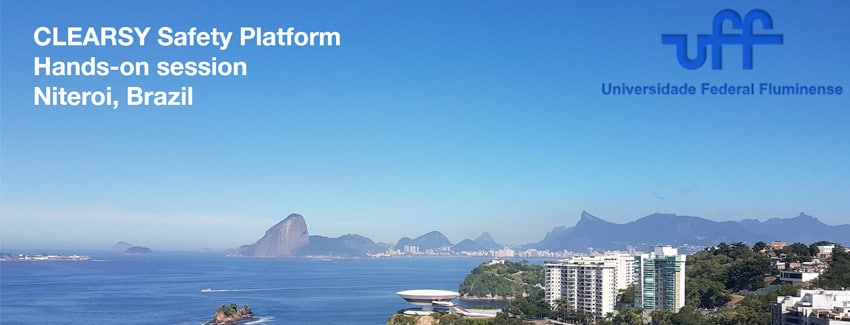 CLEARSY Safety Platform
Hands-on session
Niteroi, Brazil
uff
Universidade Federal Fluminense